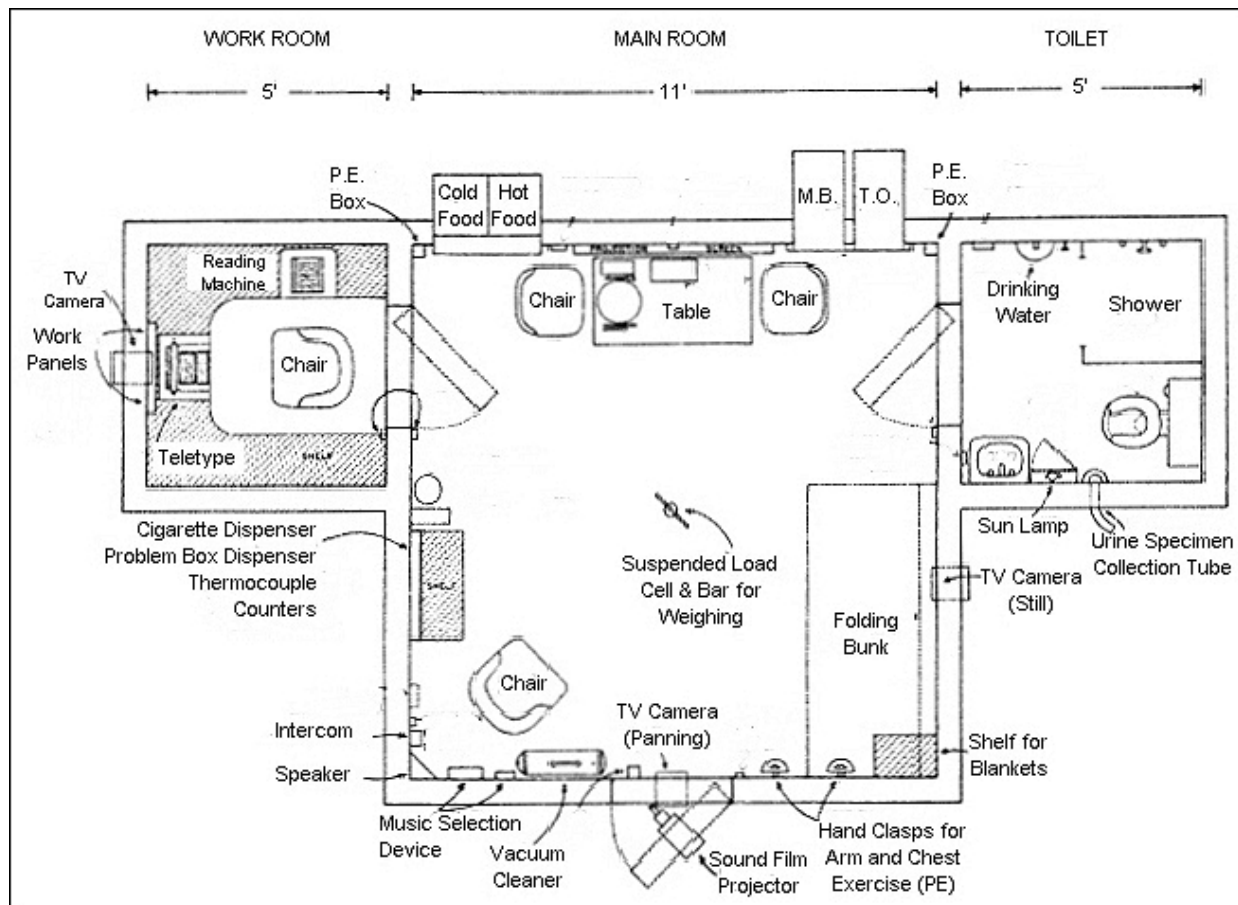 WORK ROOM
MAIN ROOM
TOILET
5'
11'
5'
P.E.
Box
Cold
Food
Hot
Food
M.B.
T.O.
P.E.
Box
PROJECTION
SCREEN
TV
Camera
Work
Panels
Reading
Machine
Chair
Teletype
SHELF
Chair
Table
Chair
Drinking
Water
Shower
Sun Lamp
Urine Specimen
Collection Tube
Cigarette Dispenser
Problem Box Dispenser
Thermocouple
Counters
SHELF
Suspended Load
Cell & Bar for
Weighing
Folding
Bunk
TV Camera
(Still)
Chair
TV Camera
(Panning)
Intercom
Speaker
Shelf for
Blankets
Music Selection
Device
Vacuum
Cleaner
Sound Film
Projector
Hand Clasps for
Arm and Chest
Exercise (PE)